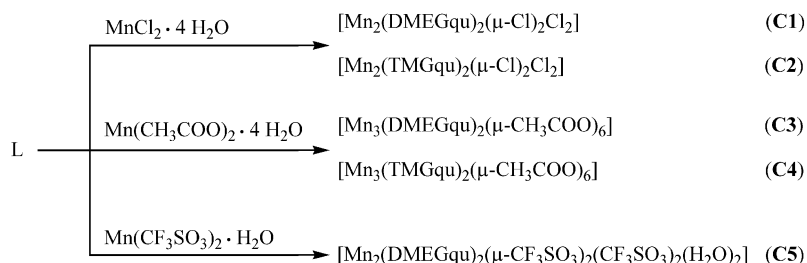 MnCl₂ · 4 H₂O
[Mn₂(DMEGqu)₂(μ-Cl)₂Cl₂] (C1)
[Mn₂(TMGqu)₂(μ-Cl)₂Cl₂] (C2)
Mn(CH₃COO)₂ · 4 H₂O
[Mn₃(DMEGqu)₂(μ-CH₃COO)₆] (C3)
L
[Mn₃(TMGqu)₂(μ-CH₃COO)₆] (C4)
Mn(CF₃SO₃)₂ · H₂O
[Mn₂(DMEGqu)₂(μ-CF₃SO₃)₂(CF₃SO₃)₂(H₂O)₂] (C5)